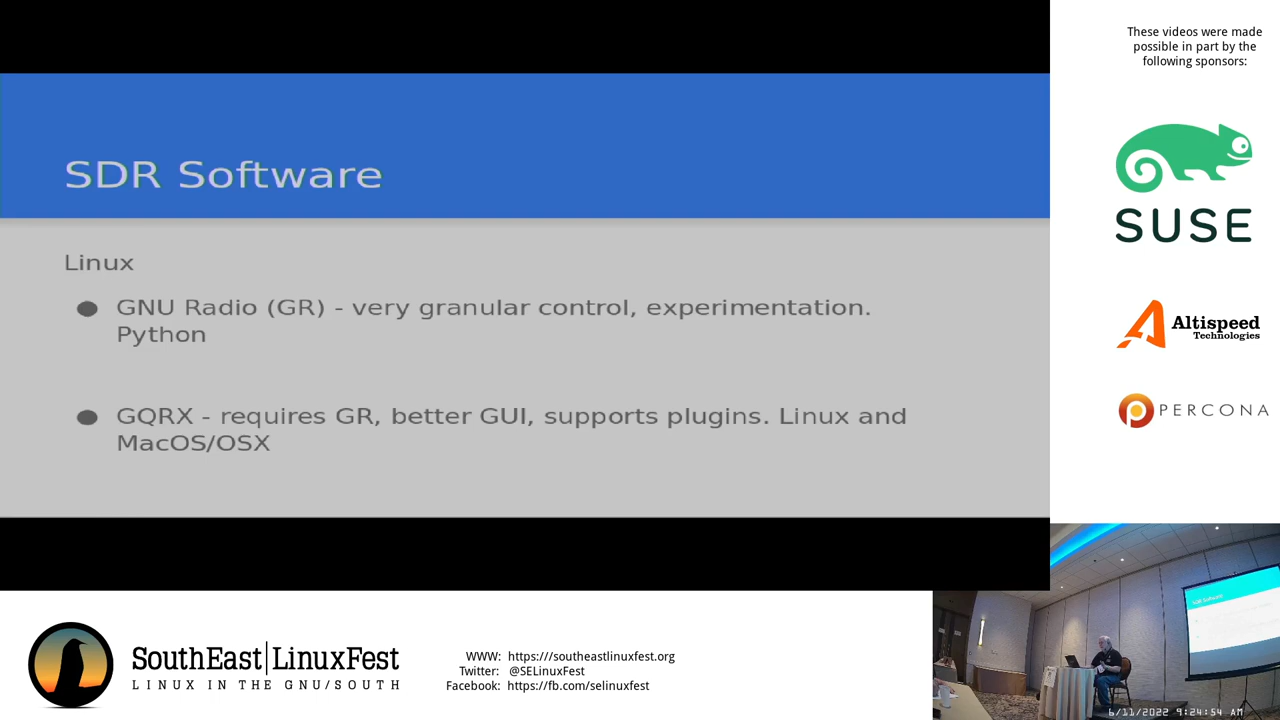 These videos were made
possible in part by the
following sponsors:
SDR Software
Linux
GNU Radio (GR) - very granular control, experimentation.
Python
GQRX - requires GR, better GUI, supports plugins. Linux and
MacOS/OSX
SUSE
Altispeed
Technologies
PERCONA
SouthEast|LinuxFest
LINUX IN THE GNU/SOUTH
WWW: https:///southeastlinuxfest.org
Twitter: @SELinuxFest
Facebook: https://fb.com/selinuxfest
SDR Software
6/11/2022 9:24:54 AM